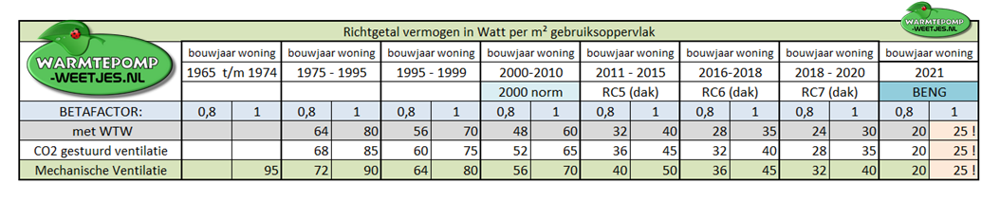 Richtgetal vermogen in Watt per m² gebruiksoppervlak
WARMTEPOMP
-WEETJES.NL
WARMTEPOMP
-WEETJES.NL
bouwjaar woning bouwjaar woning bouwjaar woning bouwjaar woning bouwjaar woning bouwjaar woning bouwjaar woning bouwjaar woning
1965 t/m 1974 1975 - 1995 1995 - 1999 2000-2010 2011 - 2015 2016-2018 2018 - 2020 2021
2000 norm RC5 (dak) RC6 (dak) RC7 (dak) BENG
BETAFACTOR: 0,8 1 0,8 1 0,8 1 0,8 1 0,8 1 0,8 1 0,8 1 0,8 1
met WTW 64 80 56 70 48 60 32 40 28 35 24 30 20 25 !
CO2 gestuurd ventilatie 68 85 60 75 52 65 36 45 32 40 28 35 20 25 !
Mechanische Ventilatie 95 72 90 64 80 56 70 40 50 36 45 32 40 20 25 !